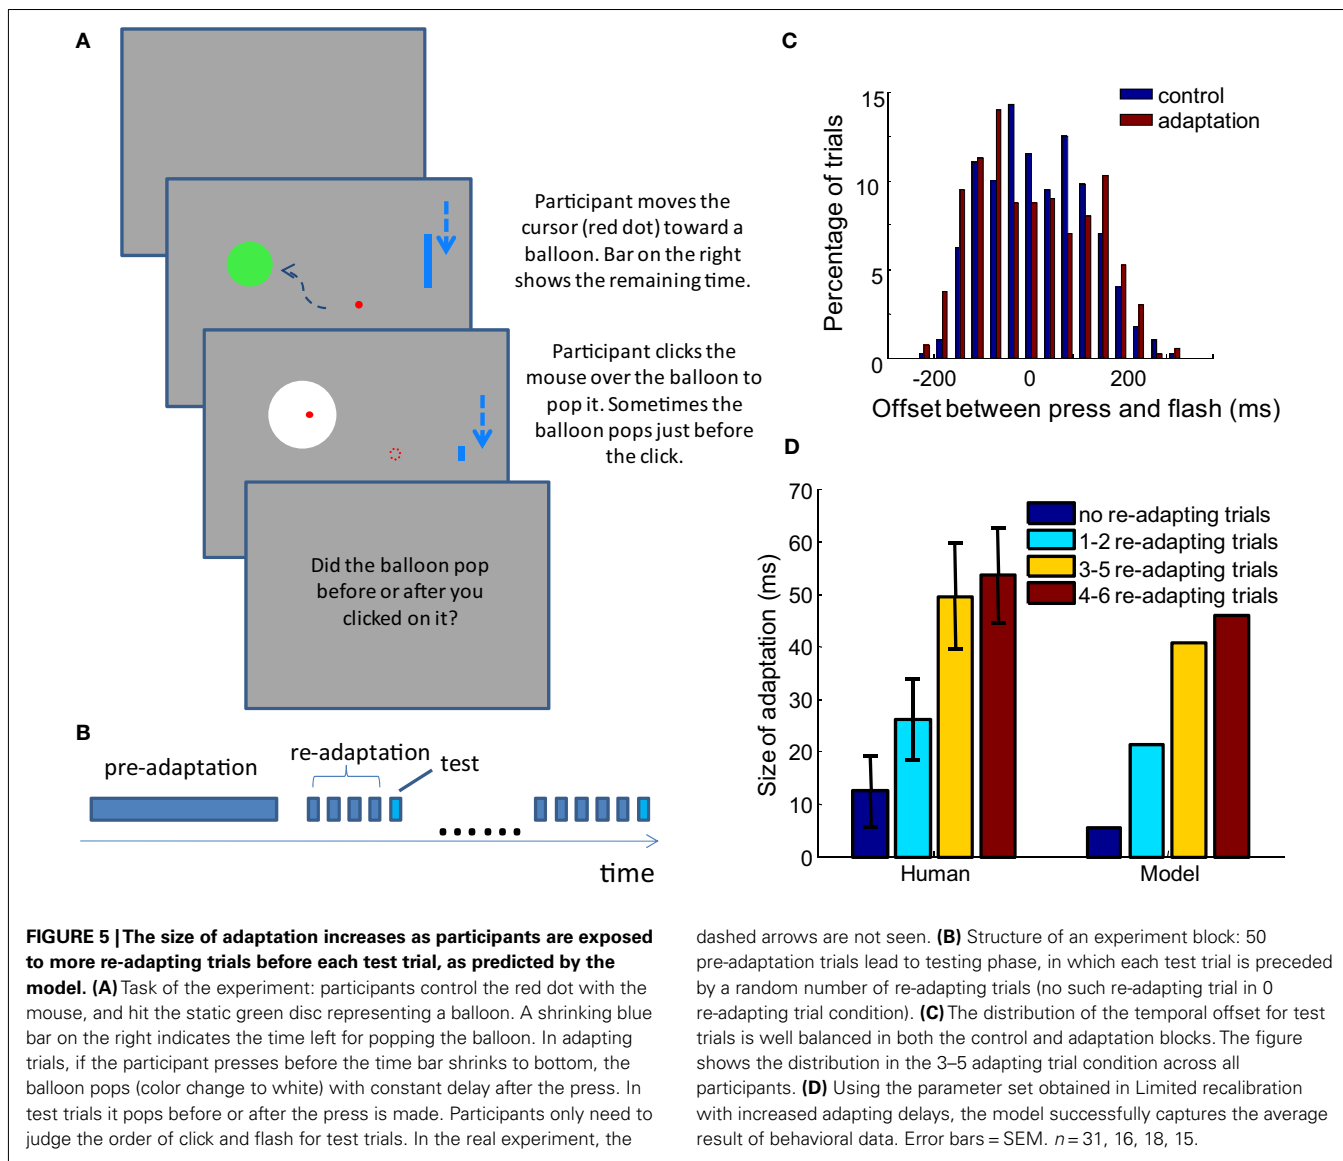 A
Participant moves the
cursor (red dot) toward a
balloon. Bar on the right
shows the remaining time.
Participant clicks the
mouse over the balloon to
pop it. Sometimes the
balloon pops just before
the click.
Did the balloon pop
before or after you
clicked on it?
B
pre-adaptation
re-adaptation
test
time
C
control
adaptation
Percentage of trials
15
10
5
0
-200
0
200
Offset between press and flash (ms)
D
Size of adaptation (ms)
70
60
50
40
30
20
10
0
no re-adapting trials
1-2 re-adapting trials
3-5 re-adapting trials
4-6 re-adapting trials
Human
Model
FIGURE 5 | The size of adaptation increases as participants are exposed
to more re-adapting trials before each test trial, as predicted by the
model. (A) Task of the experiment: participants control the red dot with the
mouse, and hit the static green disc representing a balloon. A shrinking blue
bar on the right indicates the time left for popping the balloon. In adapting
trials, if the participant presses before the time bar shrinks to bottom, the
balloon pops (color change to white) with constant delay after the press. In
test trials it pops before or after the press is made. Participants only need to
judge the order of click and flash for test trials. In the real experiment, the
dashed arrows are not seen. (B) Structure of an experiment block: 50
pre-adaptation trials lead to testing phase, in which each test trial is preceded
by a random number of re-adapting trials (no such re-adapting trial in 0
re-adapting trial condition). (C) The distribution of the temporal offset for test
trials is well balanced in both the control and adaptation blocks. The figure
shows the distribution in the 3–5 adapting trial condition across all
participants. (D) Using the parameter set obtained in Limited recalibration
with increased adapting delays, the model successfully captures the average
result of behavioral data. Error bars = SEM. n = 31, 16, 18, 15.